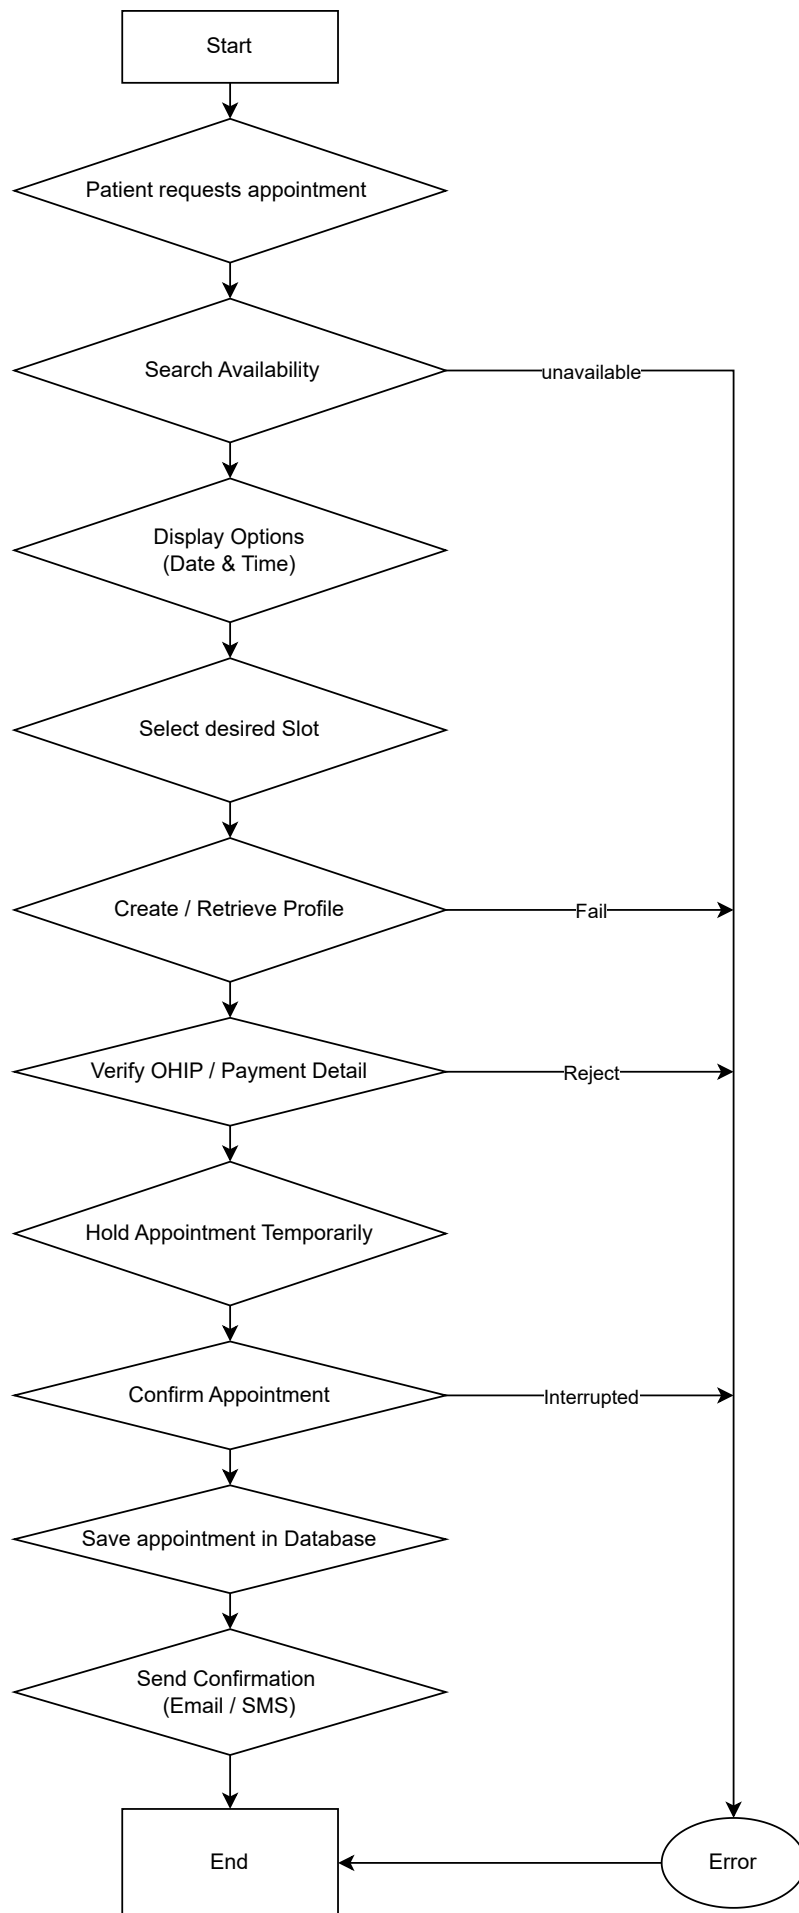 Start
Patient requests appointment
Search Availability
unavailable
Display Options
(Date & Time)
Select desired Slot
Create / Retrieve Profile
Fail
Verify OHIP / Payment Detail
Reject
Hold Appointment Temporarily
Confirm Appointment
Interrupted
Save appointment in Database
Send Confirmation
(Email / SMS)
End
Error